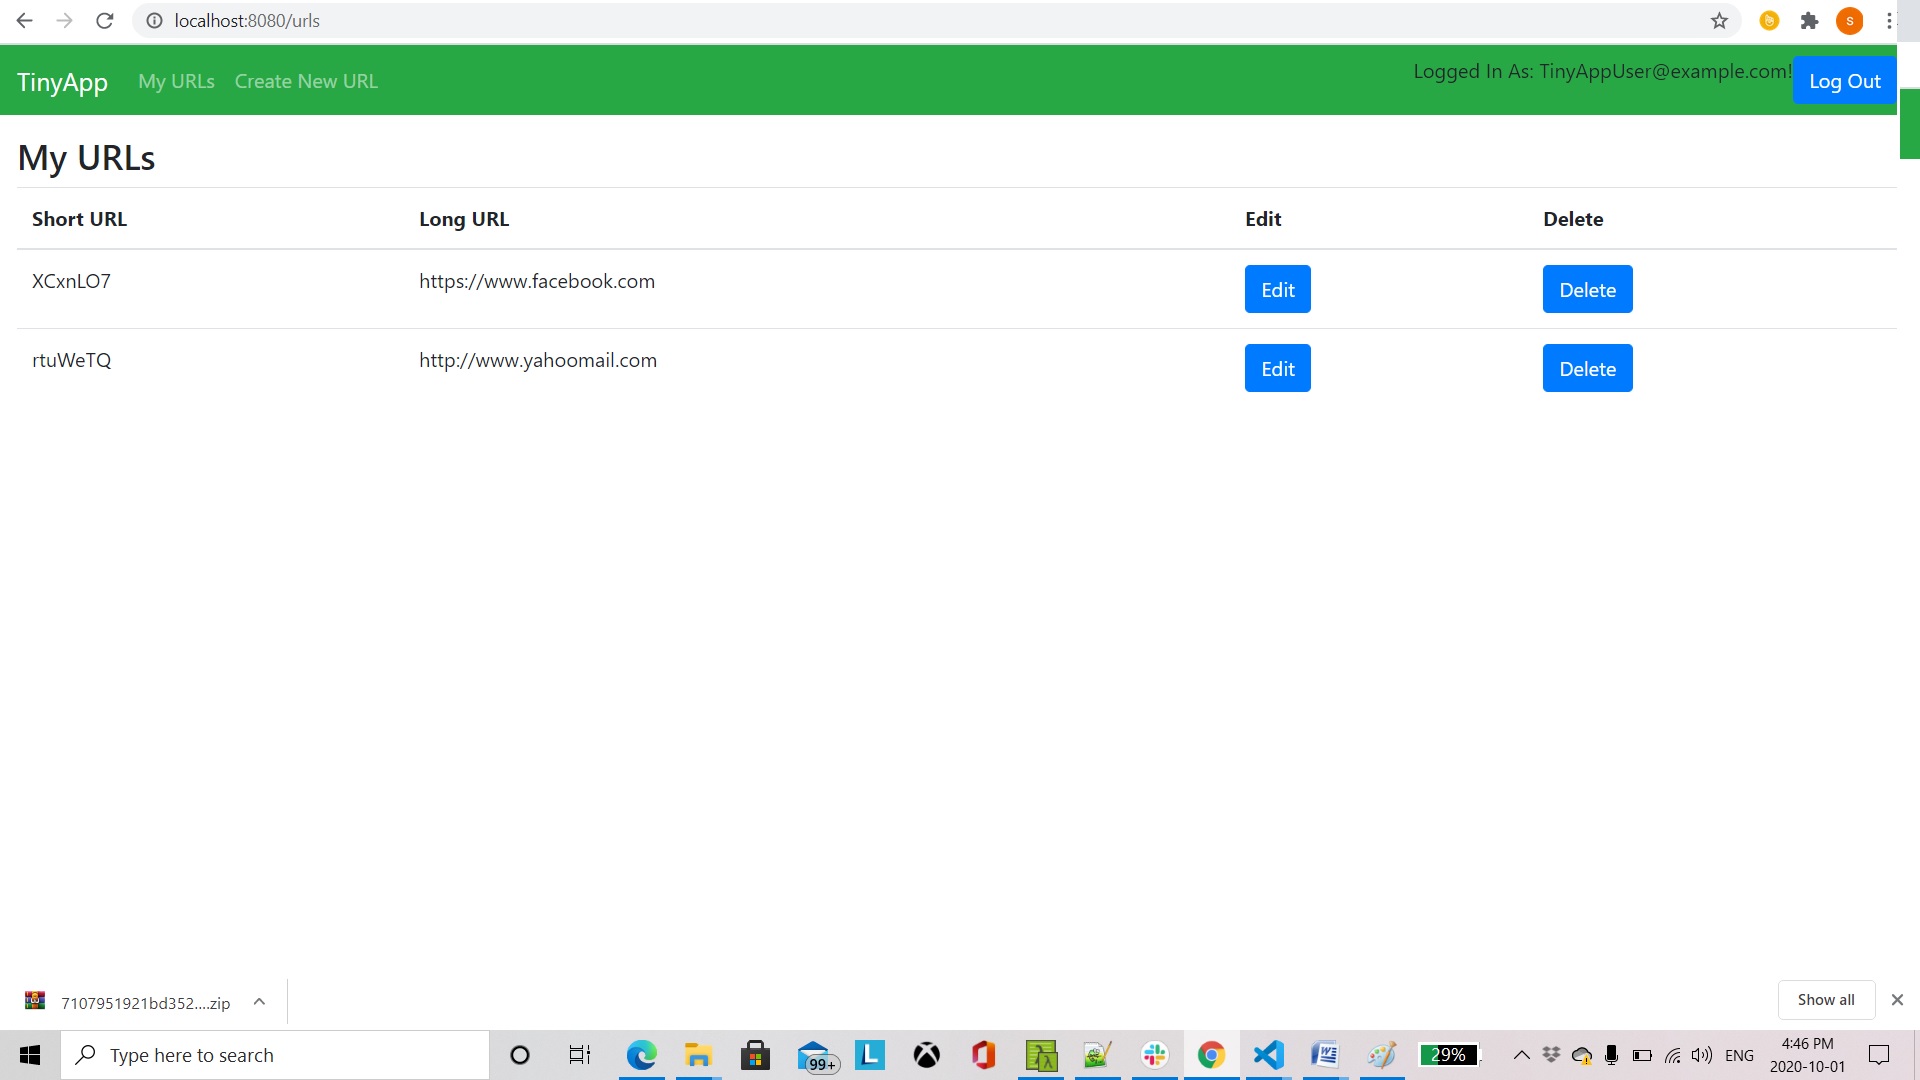 localhost:8080/urls
S
TinyApp My URLs Create New URL Logged In As: TinyAppUser@example.com! Log Out
My URLs
Short URL Long URL Edit Delete
XCxnLO7 https://www.facebook.com Edit Delete
rtuWeTQ http://www.yahoomail.com Edit Delete
7107951921bd352....zip Show all
Type here to search 99+ L 29% ENG 4:46 PM
2020-10-01